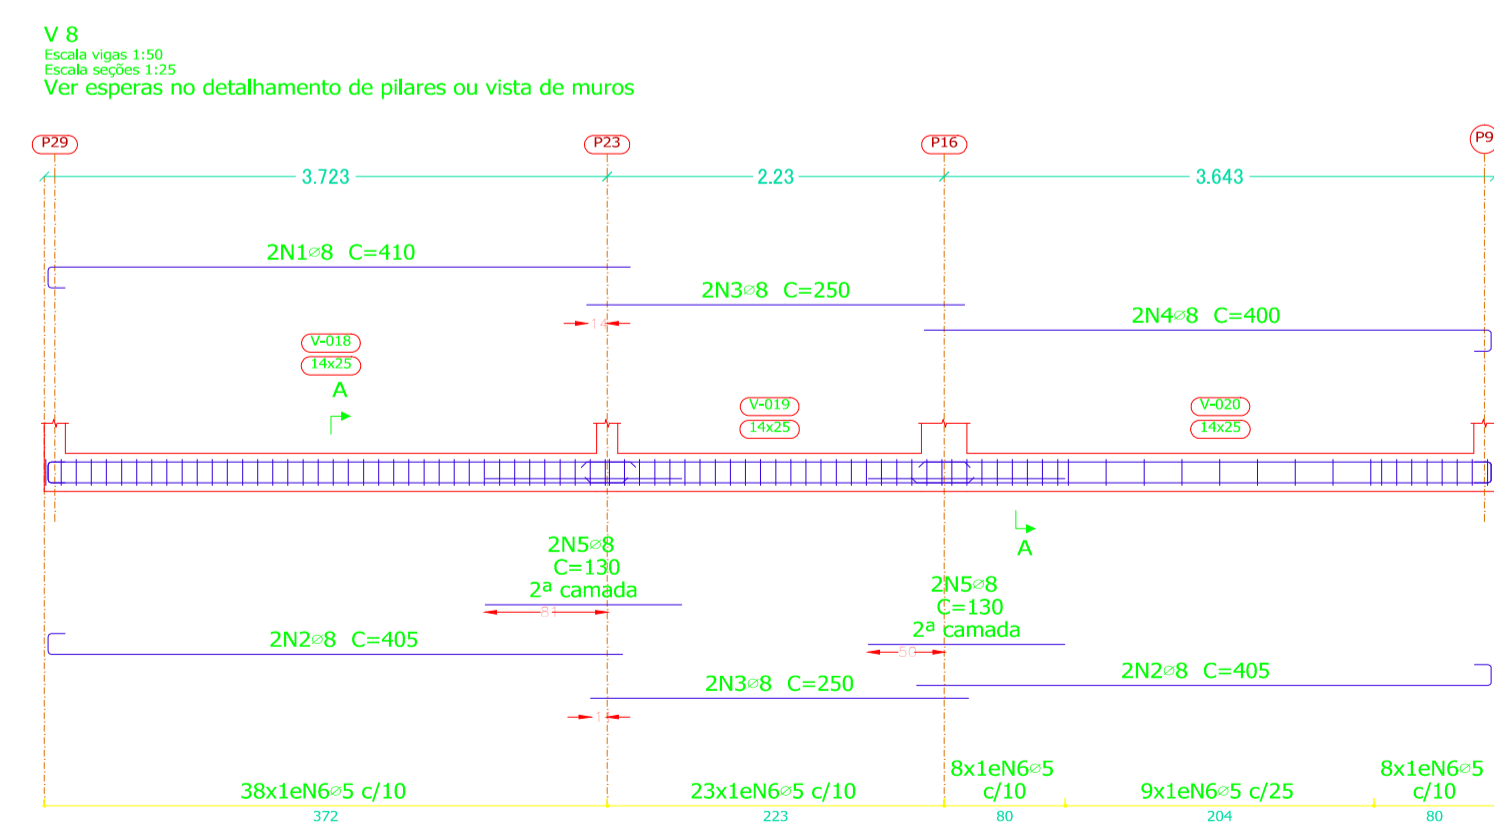 V 8
Escala vigas 1:50
Escala seções 1:25
Ver esperas no detalhamento de pilares ou vista de muros
P29
P23
P16
P9
3.723
2.23
3.643
2N1⌀8 C=410
2N3⌀8 C=250
2N4⌀8 C=400
14
V-018
14x25
A
V-019
14x25
V-020
14x25
A
2N5⌀8
C=130
2ª camada
81
2N5⌀8
C=130
2ª camada
50
2N2⌀8 C=405
2N3⌀8 C=250
2N2⌀8 C=405
38x1eN6⌀5 c/10
23x1eN6⌀5 c/10
8x1eN6⌀5
c/10
9x1eN6⌀5 c/25
8x1eN6⌀5
c/10
372
223
80
204
80